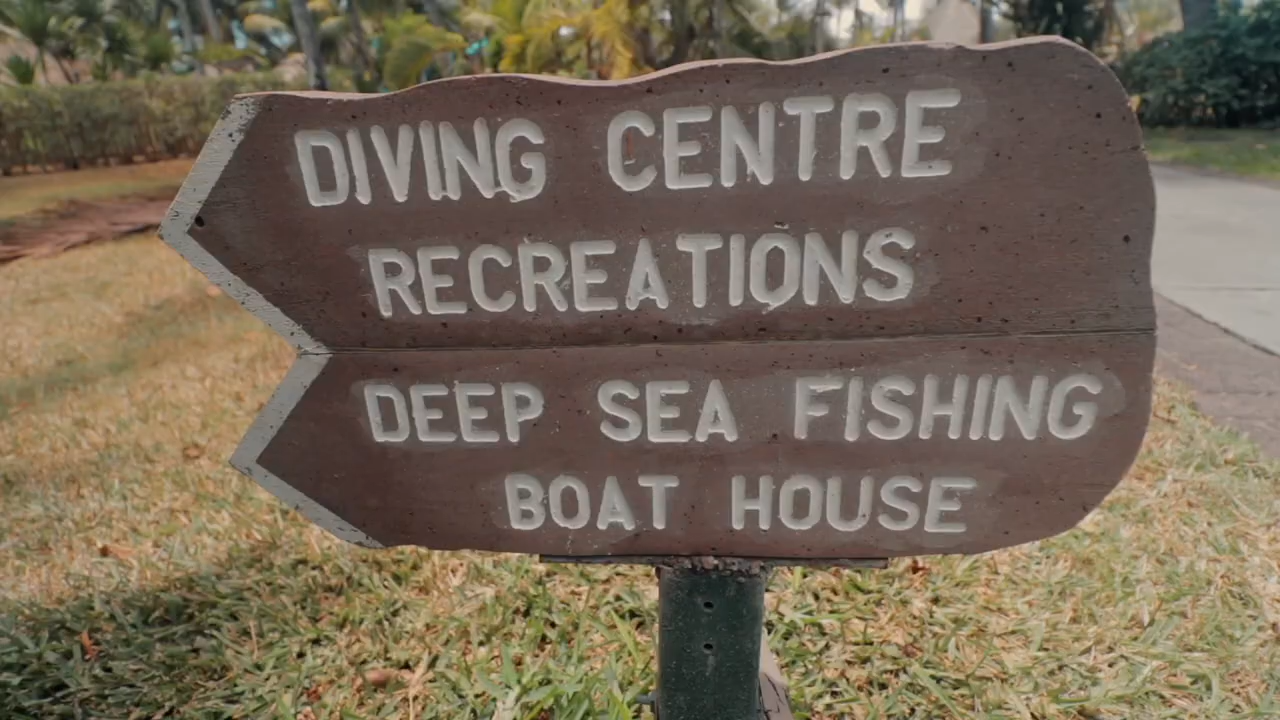 DIVING CENTRE
RECREATIONS
DEEP SEA FISHING
BOAT HOUSE